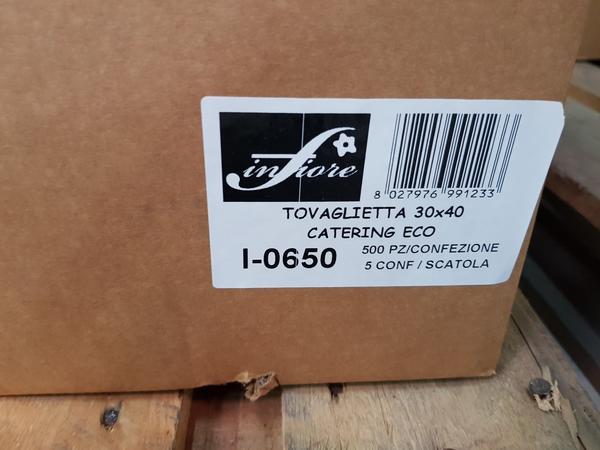 infiore
8 027976 991233
TOVAGLIETTA 30x40
CATERING ECO
I-0650
500 PZ/CONFEZIONE
5 CONF / SCATOLA